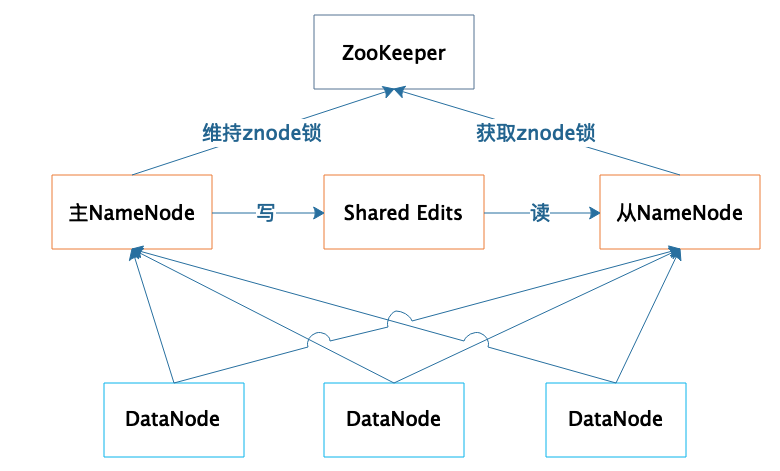 ZooKeeper
维持znode锁
获取znode锁
主NameNode
写
Shared Edits
读
从NameNode
DataNode
DataNode
DataNode